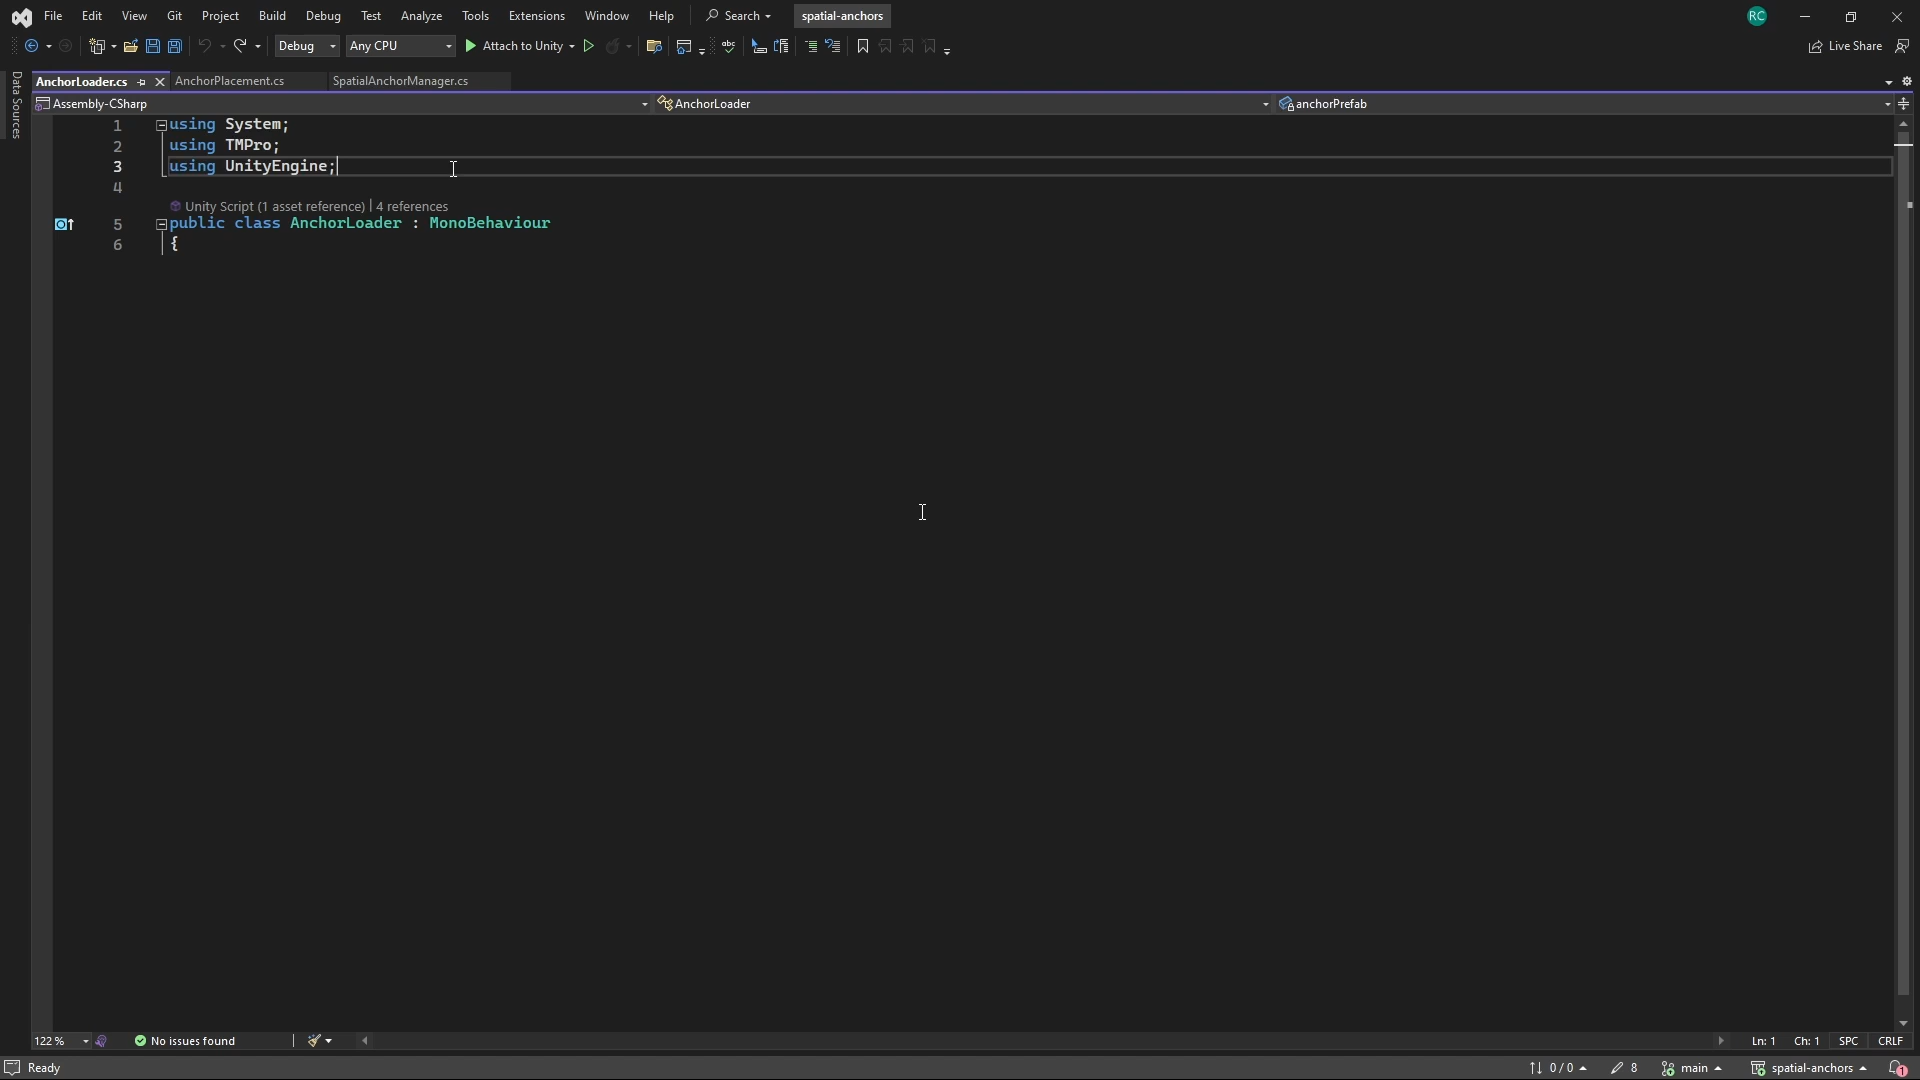 File Edit View Git Project Build Debug Test Analyze Tools Extensions Window Help Search spatial-anchors RC
Debug Any CPU Attach to Unity Live Share
AnchorLoader.cs AnchorPlacement.cs SpatialAnchorManager.cs
Assembly-CSharp AnchorLoader anchorPrefab
Data Sources
1 using System;
2 using TMPro;
3 using UnityEngine;
4
Unity Script (1 asset reference) | 4 references
5 public class AnchorLoader : MonoBehaviour
6 {
122 % No issues found Ln: 1 Ch: 1 SPC CRLF
Ready 0 / 0 8 main spatial-anchors 1